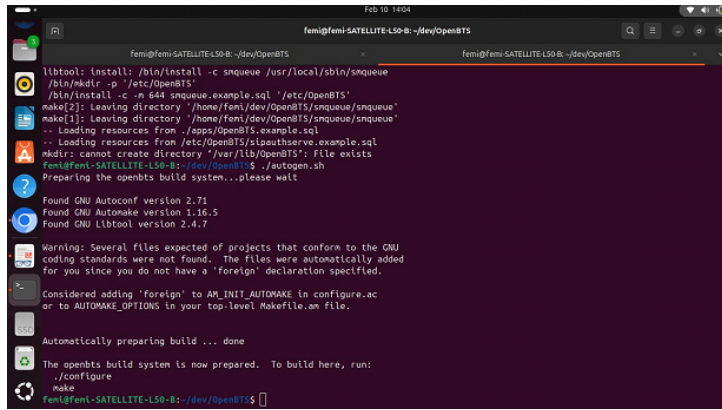 Feb 10 14:04
femi@femi-SATELLITE-L50-B: ~/dev/OpenBTS
femi@femi-SATELLITE-L50-B: ~/dev/OpenBTS
femi@femi-SATELLITE-L50-B: ~/dev/OpenBTS
libtool: install: /bin/install -c smqueue /usr/local/sbin/smqueue
/bin/mkdir -p '/etc/OpenBTS'
/bin/install -c -m 644 smqueue.example.sql '/etc/OpenBTS'
make[2]: Leaving directory '/home/femi/dev/OpenBTS/smqueue/smqueue'
make[1]: Leaving directory '/home/femi/dev/OpenBTS/smqueue'
-- Loading resources from ./apps/OpenBTS.example.sql
-- Loading resources from /etc/OpenBTS/sipauthserve.example.sql
mkdir: cannot create directory ‘/var/lib/OpenBTS’: File exists
femi@femi-SATELLITE-L50-B:~/dev/OpenBTS$ ./autogen.sh
Preparing the openbts build system...please wait
Found GNU Autoconf version 2.71
Found GNU Automake version 1.16.5
Found GNU Libtool version 2.4.7
Warning: Several files expected of projects that conform to the GNU
coding standards were not found. The files were automatically added
for you since you do not have a 'foreign' declaration specified.
Considered adding 'foreign' to AM_INIT_AUTOMAKE in configure.ac
or to AUTOMAKE_OPTIONS in your top-level Makefile.am file.
Automatically preparing build ... done
The openbts build system is now prepared. To build here, run:
./configure
make
femi@femi-SATELLITE-L50-B:~/dev/OpenBTS$
3
SSD